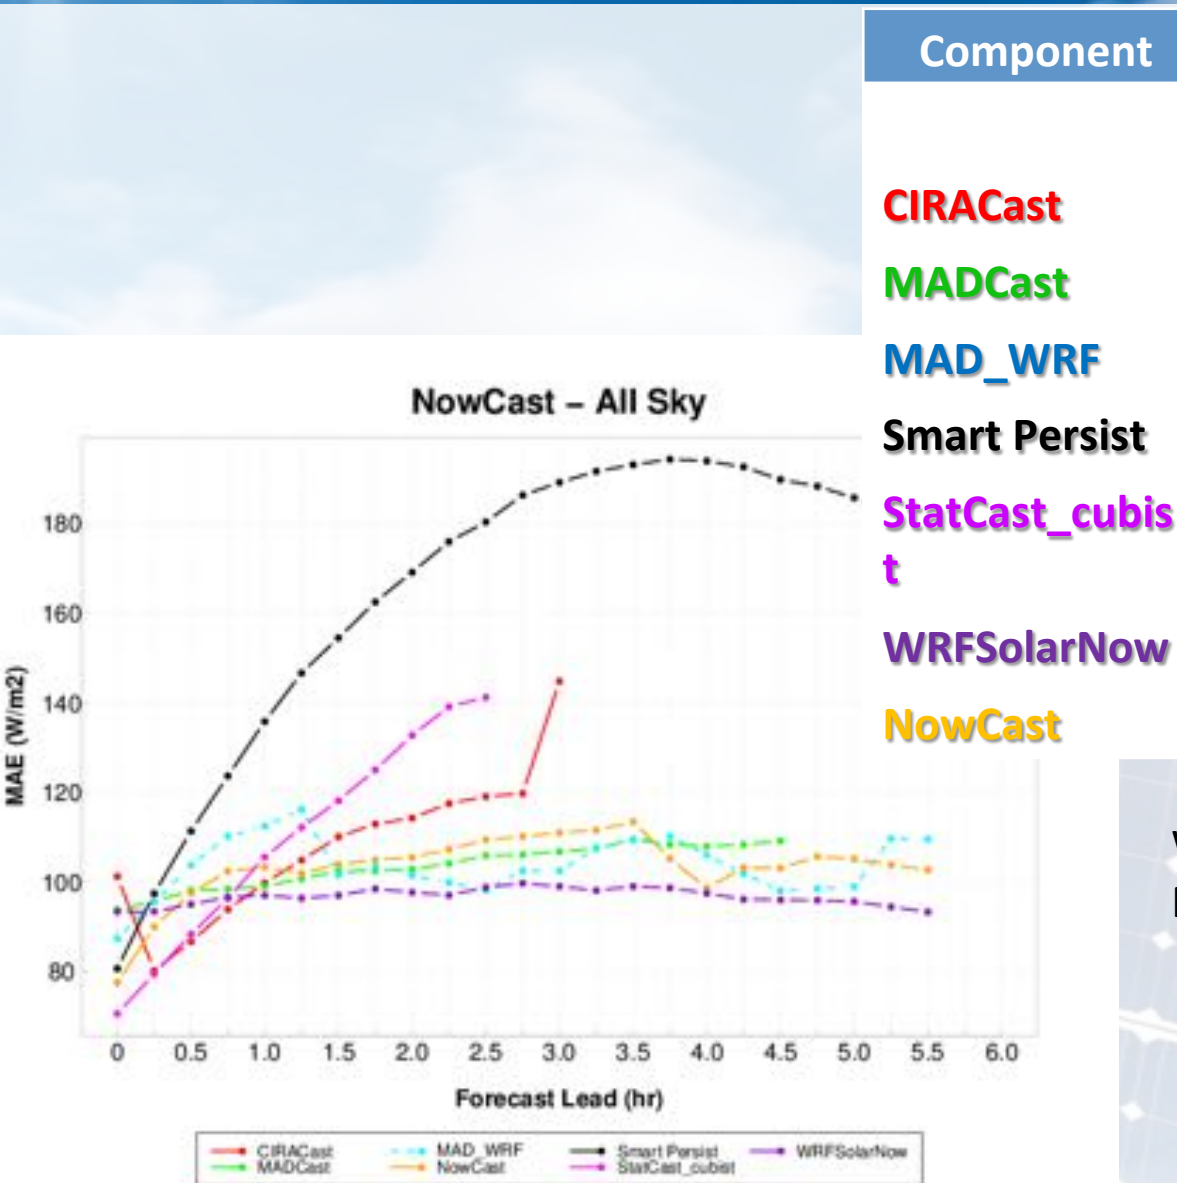 Component
CIRACast
MADCast
MAD_WRF
Smart Persist
StatCast_cubis
t
WRFSolarNow
NowCast
NowCast – All Sky
MAE (W/m2)
180
160
140
120
100
80
0 0.5 1.0 1.5 2.0 2.5 3.0 3.5 4.0 4.5 5.0 5.5 6.0
Forecast Lead (hr)
CIRACast MAD_WRF Smart Persist WRFSolarNow
MADCast NowCast StatCast_cubist